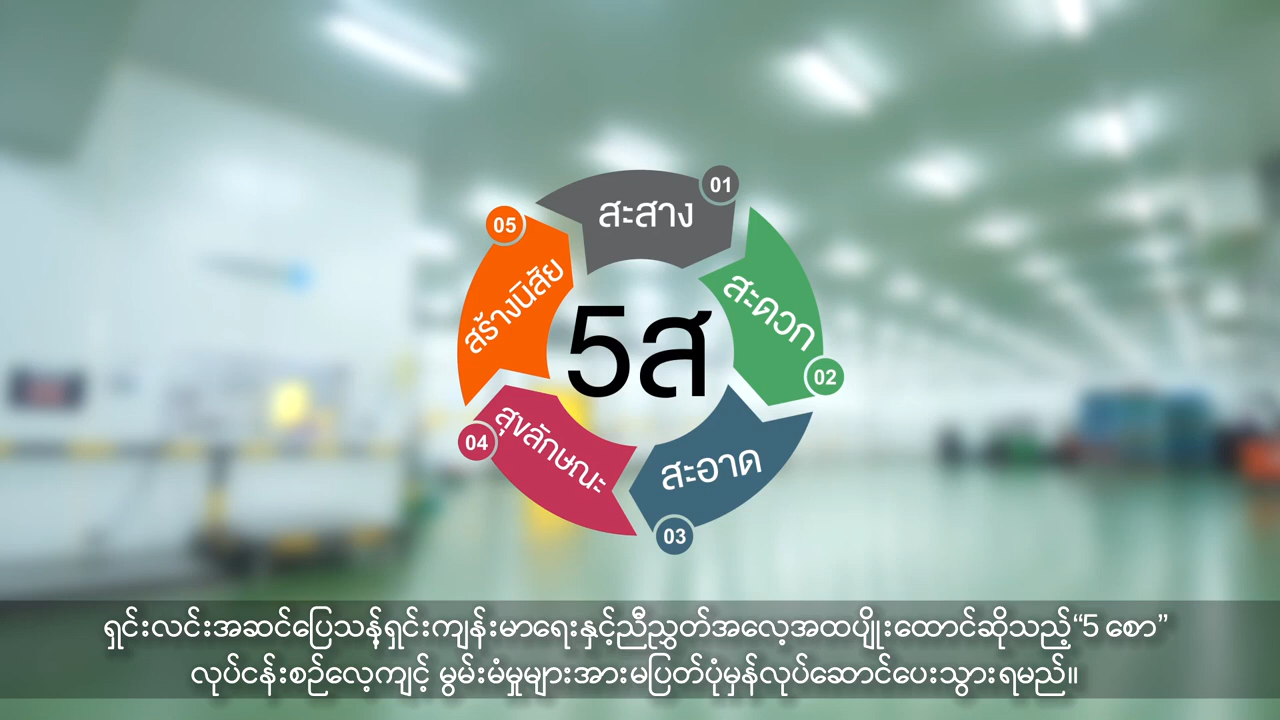 01
สะสาง
05
สร้างนิสัย
สะดวก
5ส
02
04
สุขลักษณะ
สะอาด
03
ရှင်းလင်းအဆင်ပြေသန့်ရှင်းကျန်းမာရေးနှင့်ညီညွှတ်အလေ့အထပျိုးထောင်ဆိုသည့်“5 စော”
လုပ်ငန်းစဉ်လေ့ကျင့် မွမ်းမံမှုများအားမပြတ်ပုံမှန်လုပ်ဆောင်ပေးသွားရမည်။